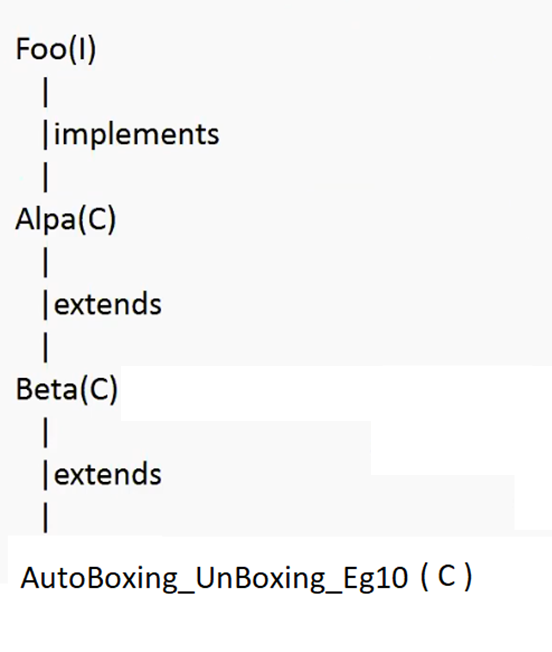 Foo(I)
|
|implements
|
Alpa(C)
|
|extends
|
Beta(C)
|
|extends
|
AutoBoxing_UnBoxing_Eg10 ( C )